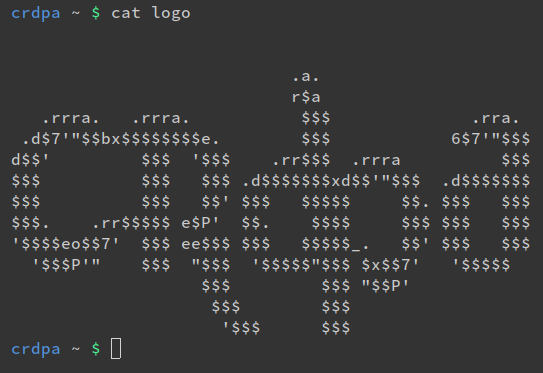 crdpa ~ $ cat logo
                            .a.
                            r$a
   .rrra.   .rrra.           $$$              .rra.
 .d$7'"$$bx$$$$$$$$e.        $$$            6$7'"$$$
d$$'         $$$  '$$$    .rr$$$  .rrra          $$$
$$$          $$$   $$$ .d$$$$$$$xd$$'"$$$  .d$$$$$$$
$$$          $$$   $$' $$$   $$$$$     $$. $$$   $$$
$$$.    .rr$$$$$ e$P'  $$.    $$$$     $$$ $$$   $$$
'$$$$eo$$7'  $$$ ee$$$ $$$   $$$$$_.   $$' $$$   $$$
  '$$$P'"    $$$  "$$$  '$$$$$"$$$ $x$$7'   '$$$$$
                   $$$         $$$ "$$P'
                    $$$        $$$
                     '$$$      $$$
crdpa ~ $